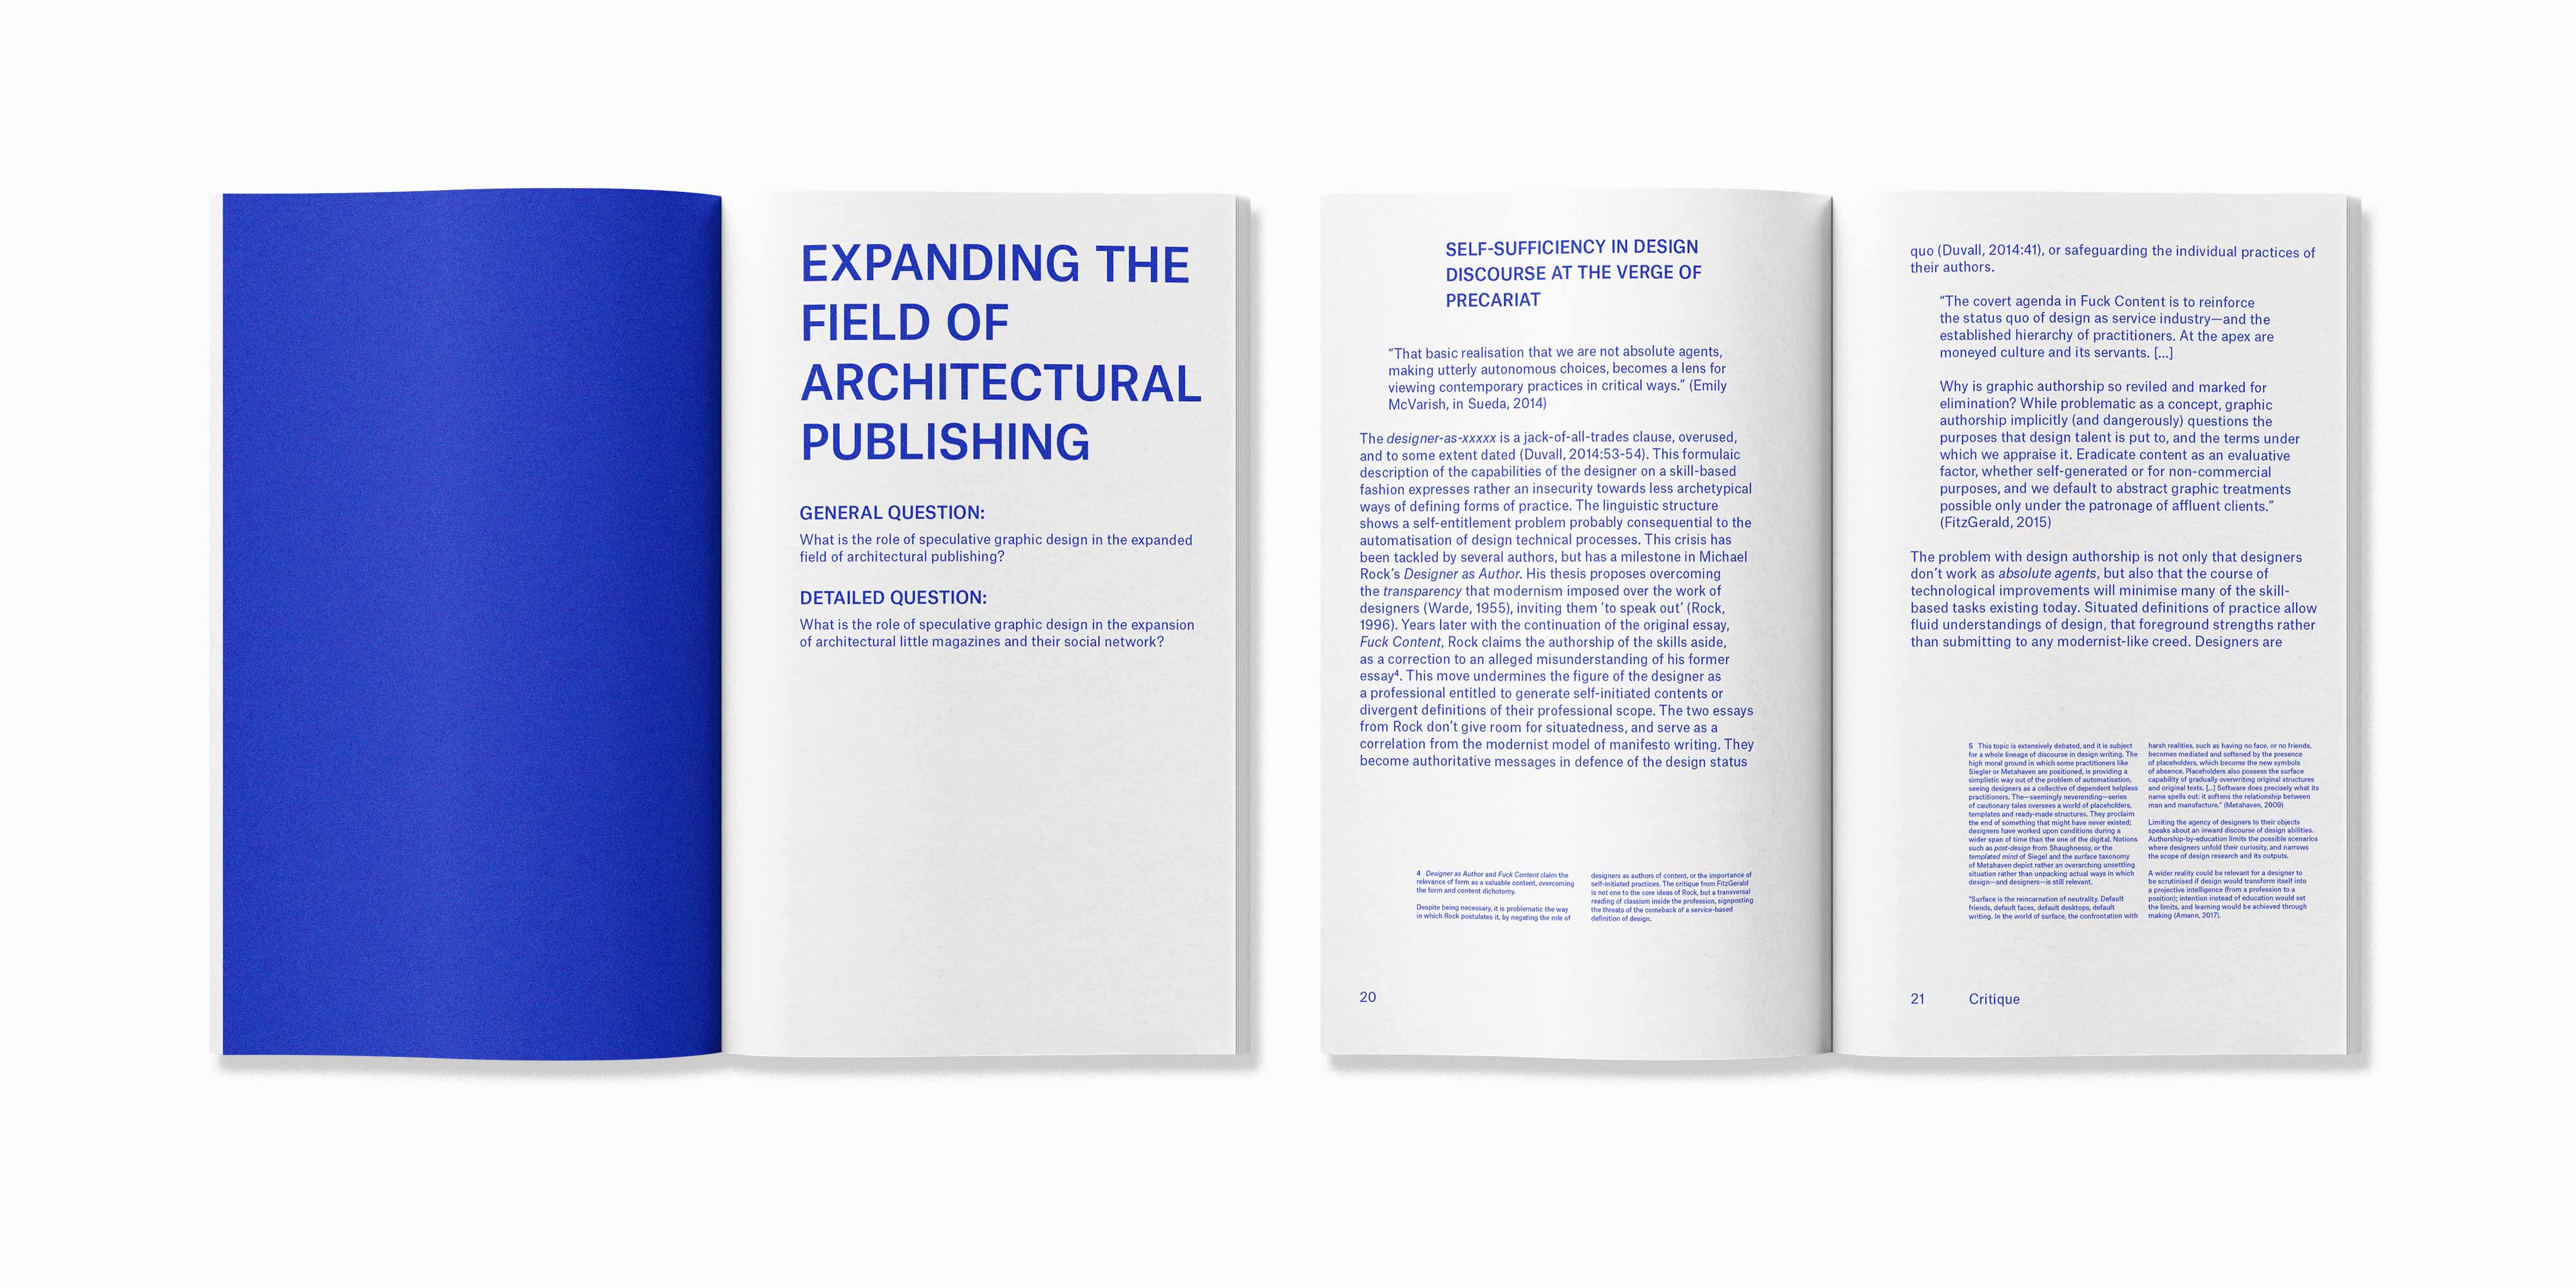 EXPANDING THE
FIELD OF
ARCHITECTURAL
PUBLISHING
GENERAL QUESTION:
What is the role of speculative graphic design in the expanded
field of architectural publishing?
DETAILED QUESTION:
What is the role of speculative graphic design in the expansion
of architectural little magazines and their social network?
SELF-SUFFICIENCY IN DESIGN
DISCOURSE AT THE VERGE OF
PRECARIAT
“That basic realisation that we are not absolute agents,
making utterly autonomous choices, becomes a lens for
viewing contemporary practices in critical ways.” (Emily
McVarish, in Sueda, 2014)
The designer-as-xxxxx is a jack-of-all-trades clause, overused,
and to some extent dated (Duvall, 2014:53-54). This formulaic
description of the capabilities of the designer on a skill-based
fashion expresses rather an insecurity towards less archetypical
ways of defining forms of practice. The linguistic structure
shows a self-entitlement problem probably consequential to the
automatisation of design technical processes. This crisis has
been tackled by several authors, but has a milestone in Michael
Rock’s Designer as Author. His thesis proposes overcoming
the transparency that modernism imposed over the work of
designers (Warde, 1955), inviting them ‘to speak out’ (Rock,
1996). Years later with the continuation of the original essay,
Fuck Content, Rock claims the authorship of the skills aside,
as a correction to an alleged misunderstanding of his former
essay⁴. This move undermines the figure of the designer as
a professional entitled to generate self-initiated contents or
divergent definitions of their professional scope. The two essays
from Rock don’t give room for situatedness, and serve as a
correlation from the modernist model of manifesto writing. They
become authoritative messages in defence of the design status
4 Designer as Author and Fuck Content claim the
relevance of form as a valuable content, overcoming
the form and content dichotomy.
Despite being necessary, it is problematic the way
in which Rock postulates it, by negating the role of
designers as authors of content, or the importance of
self-initiated practices. The critique from FitzGerald
is not one to the core ideas of Rock, but a transversal
reading of classism inside the profession, signposting
the threats of the comeback of a service-based
definition of design.
20
quo (Duvall, 2014:41), or safeguarding the individual practices of
their authors.
“The covert agenda in Fuck Content is to reinforce
the status quo of design as service industry—and the
established hierarchy of practitioners. At the apex are
moneyed culture and its servants. [...]
Why is graphic authorship so reviled and marked for
elimination? While problematic as a concept, graphic
authorship implicitly (and dangerously) questions the
purposes that design talent is put to, and the terms under
which we appraise it. Eradicate content as an evaluative
factor, whether self-generated or for non-commercial
purposes, and we default to abstract graphic treatments
possible only under the patronage of affluent clients.”
(FitzGerald, 2015)
The problem with design authorship is not only that designers
don’t work as absolute agents, but also that the course of
technological improvements will minimise many of the skill-
based tasks existing today. Situated definitions of practice allow
fluid understandings of design, that foreground strengths rather
than submitting to any modernist-like creed. Designers are
5 This topic is extensively debated, and it is subject
for a whole lineage of discourse in design writing. The
high moral ground in which some practitioners like
Siegler or Metahaven are positioned, is providing a
simplistic way out of the problem of automatisation,
seeing designers as a collective of dependent helpless
practitioners. The—seemingly neverending—series
of cautionary tales oversees a world of placeholders,
templates and ready-made structures. They proclaim
the end of something that might have never existed;
designers have worked upon conditions during a
wider span of time than the one of the digital. Notions
such as post-design from Shaughnessy, or the
templated mind of Siegel and the surface taxonomy
of Metahaven depict rather an overarching unsettling
situation rather than unpacking actual ways in which
design—and designers—is still relevant.
“Surface is the reincarnation of neutrality. Default
friends, default faces, default desktops, default
writing. In the world of surface, the confrontation with
harsh realities, such as having no face, or no friends,
becomes mediated and softened by the presence
of placeholders, which become the new symbols
of absence. Placeholders also possess the surface
capability of gradually overwriting original structures
and original texts. [...] Software does precisely what its
name spells out: it softens the relationship between
man and manufacture.” (Metahaven, 2009)
Limiting the agency of designers to their objects
speaks about an inward discourse of design abilities.
Authorship-by-education limits the possible scenarios
where designers unfold their curiosity, and narrows
the scope of design research and its outputs.
A wider reality could be relevant for a designer to
be scrutinised if design would transform itself into
a projective intelligence (from a profession to a
position); intention instead of education would set
the limits, and learning would be achieved through
making (Amann, 2017).
21 Critique